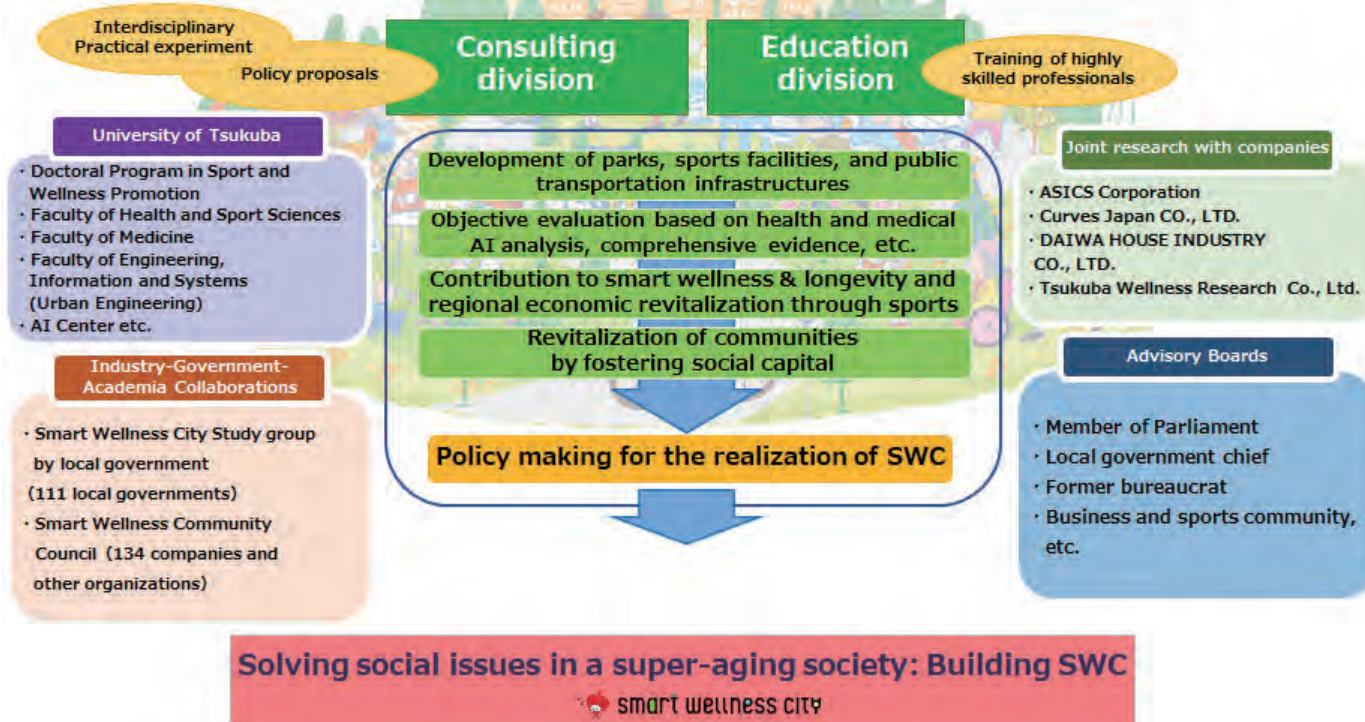 Interdisciplinary
Practical experiment
Policy proposals
Consulting
division
Education
division
Training of highly
skilled professionals
University of Tsukuba
· Doctoral Program in Sport and
Wellness Promotion
· Faculty of Health and Sport Sciences
· Faculty of Medicine
· Faculty of Engineering,
Information and Systems
(Urban Engineering)
· AI Center etc.
Industry-Government-
Academia Collaborations
· Smart Wellness City Study group
by local government
(111 local governments)
· Smart Wellness Community
Council (134 companies and
other organizations)
Development of parks, sports facilities, and public
transportation infrastructures
Objective evaluation based on health and medical
AI analysis, comprehensive evidence, etc.
Contribution to smart wellness & longevity and
regional economic revitalization through sports
Revitalization of communities
by fostering social capital
Policy making for the realization of SWC
Joint research with companies
· ASICS Corporation
· Curves Japan CO., LTD.
· DAIWA HOUSE INDUSTRY
CO., LTD.
· Tsukuba Wellness Research Co., Ltd.
Advisory Boards
· Member of Parliament
· Local government chief
· Former bureaucrat
· Business and sports community,
etc.
Solving social issues in a super-aging society: Building SWC
smart wellness city